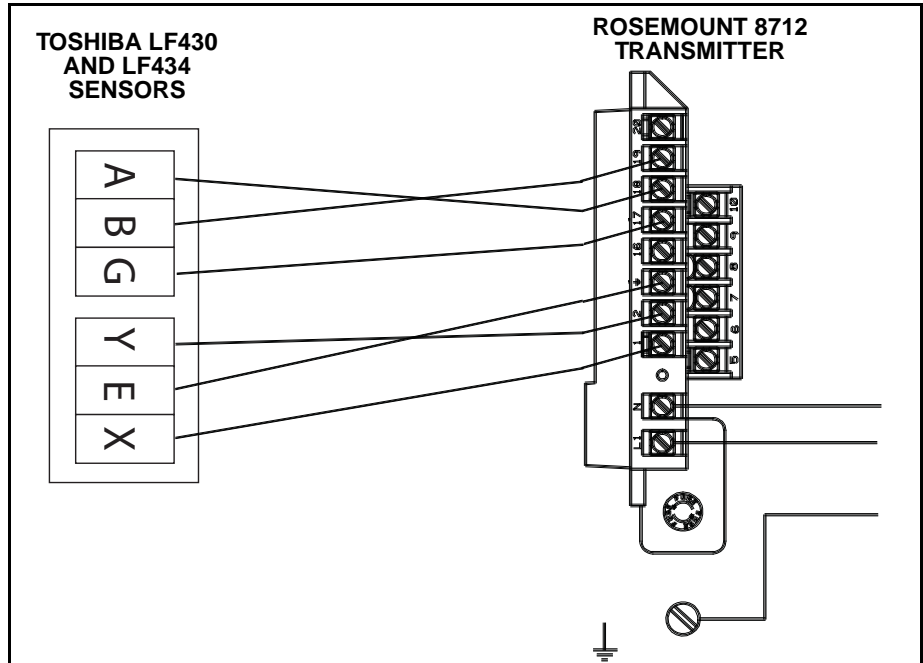 TOSHIBA LF430
AND LF434
SENSORS
ROSEMOUNT 8712
TRANSMITTER
A
B
G
Y
E
X
20
19
18
17
16
2
1
N
L1
10
9
8
7
6
5
FUSE